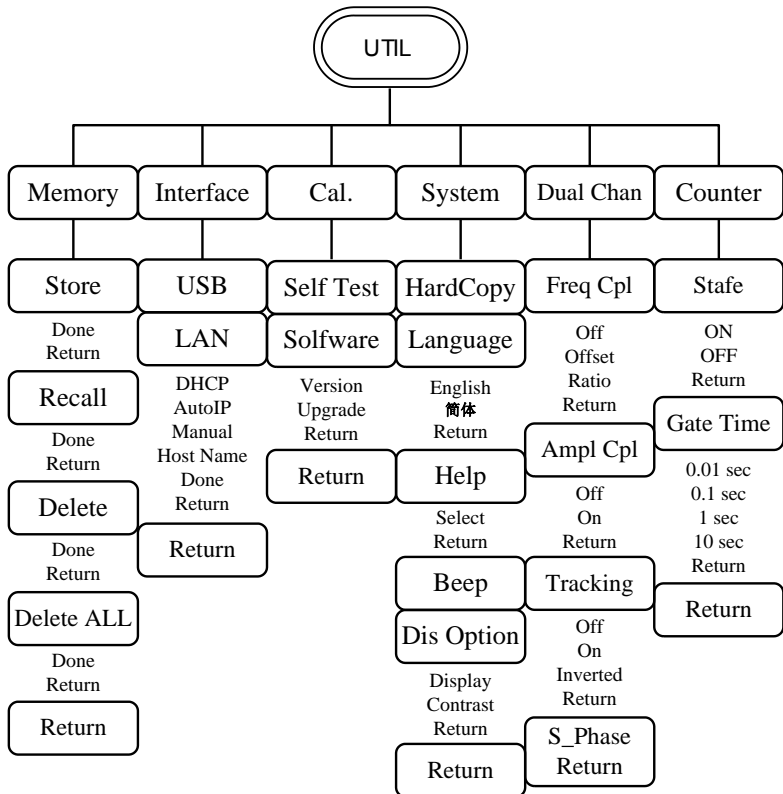 UTIL
Memory
Interface
Cal.
System
Dual Chan
Counter
Store
Done
Return
Recall
Done
Return
Delete
Done
Return
Delete ALL
Done
Return
Return
USB
LAN
DHCP
AutoIP
Manual
Host Name
Done
Return
Return
Self Test
Solfware
Version
Upgrade
Return
Return
HardCopy
Language
English
简体
Return
Help
Select
Return
Beep
Dis Option
Display
Contrast
Return
Return
Freq Cpl
Off
Offset
Ratio
Return
Ampl Cpl
Off
On
Return
Tracking
Off
On
Inverted
Return
S_Phase
Return
Stafe
ON
OFF
Return
Gate Time
0.01 sec
0.1 sec
1 sec
10 sec
Return
Return